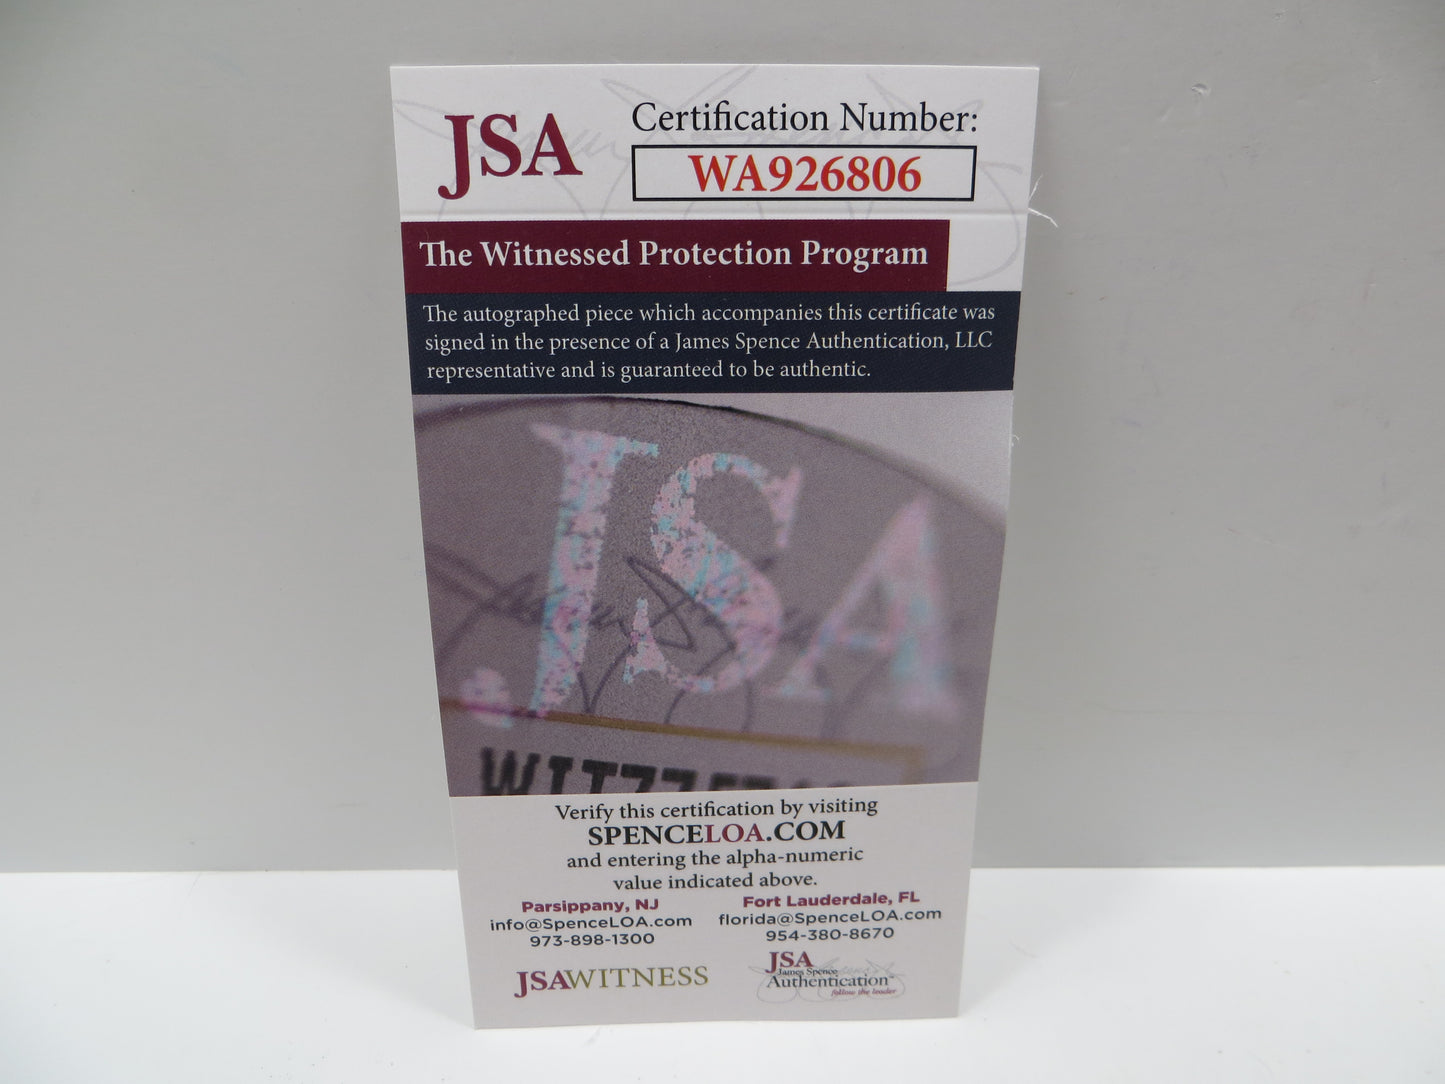 JSA
Certification Number:
WA926806
The Witnessed Protection Program
The autographed piece which accompanies this certificate was
signed in the presence of a James Spence Authentication, LLC
representative and is guaranteed to be authentic.
JSA
Verify this certification by visiting
SPENCELOA.COM
and entering the alpha-numeric
value indicated above.
Parsippany, NJ
info@SpenceLOA.com
973-898-1300
Fort Lauderdale, FL
florida@SpenceLOA.com
954-380-8670
JSAWITNESS
JSA
James Spence
Authentication
follow the leader